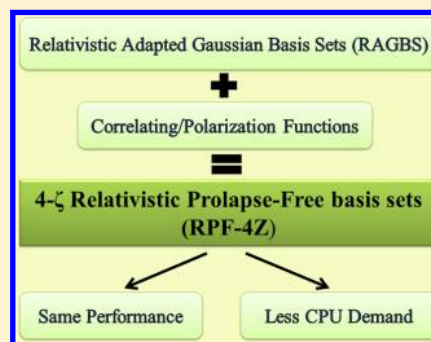 Relativistic Adapted Gaussian Basis Sets (RAGBS)
+
Correlating/Polarization Functions
=
4-ζ Relativistic Prolapse-Free basis sets
(RPF-4Z)
Same Performance
Less CPU Demand